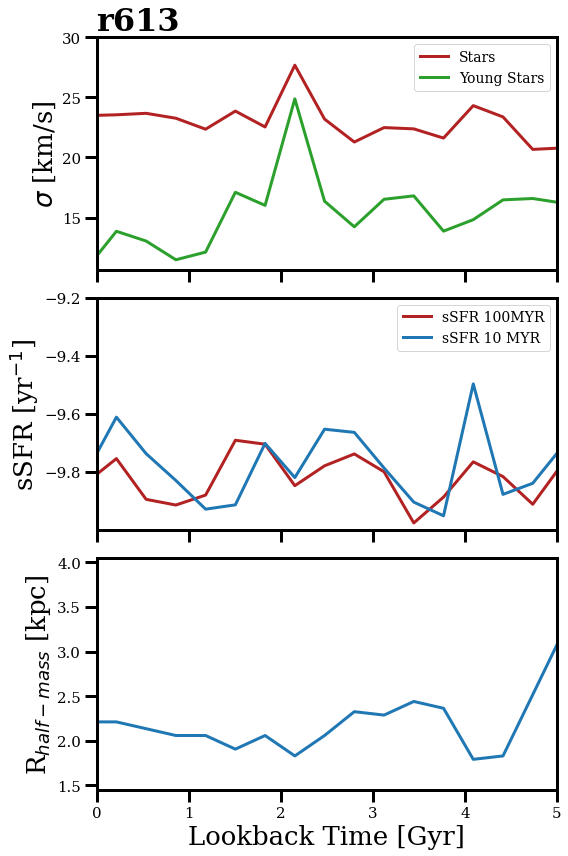 r613
30
25
20
15
σ [km/s]
Stars
Young Stars
−9.2
−9.4
−9.6
−9.8
sSFR [yr⁻¹]
sSFR 100MYR
sSFR 10 MYR
4.0
3.5
3.0
2.5
2.0
1.5
R_half−mass [kpc]
0 1 2 3 4 5
Lookback Time [Gyr]